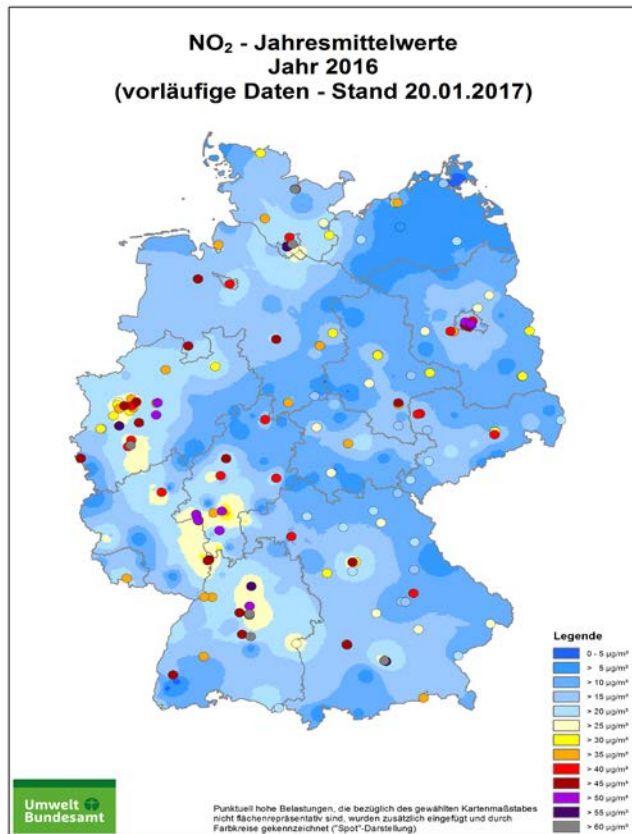 NO₂ - Jahresmittelwerte
Jahr 2016
(vorläufige Daten - Stand 20.01.2017)
Legende
0 - 5 µg/m³
> 5 µg/m³
> 10 µg/m³
> 15 µg/m³
> 20 µg/m³
> 25 µg/m³
> 30 µg/m³
> 35 µg/m³
> 40 µg/m³
> 45 µg/m³
> 50 µg/m³
> 55 µg/m³
> 60 µg/m³
Umwelt
Bundesamt
Punktuell hohe Belastungen, die bezüglich des gewählten Kartenmaßstabes
nicht flächenrepräsentativ sind, wurden zusätzlich eingefügt und durch
Farbkreise gekennzeichnet ("Spot"-Darstellung)